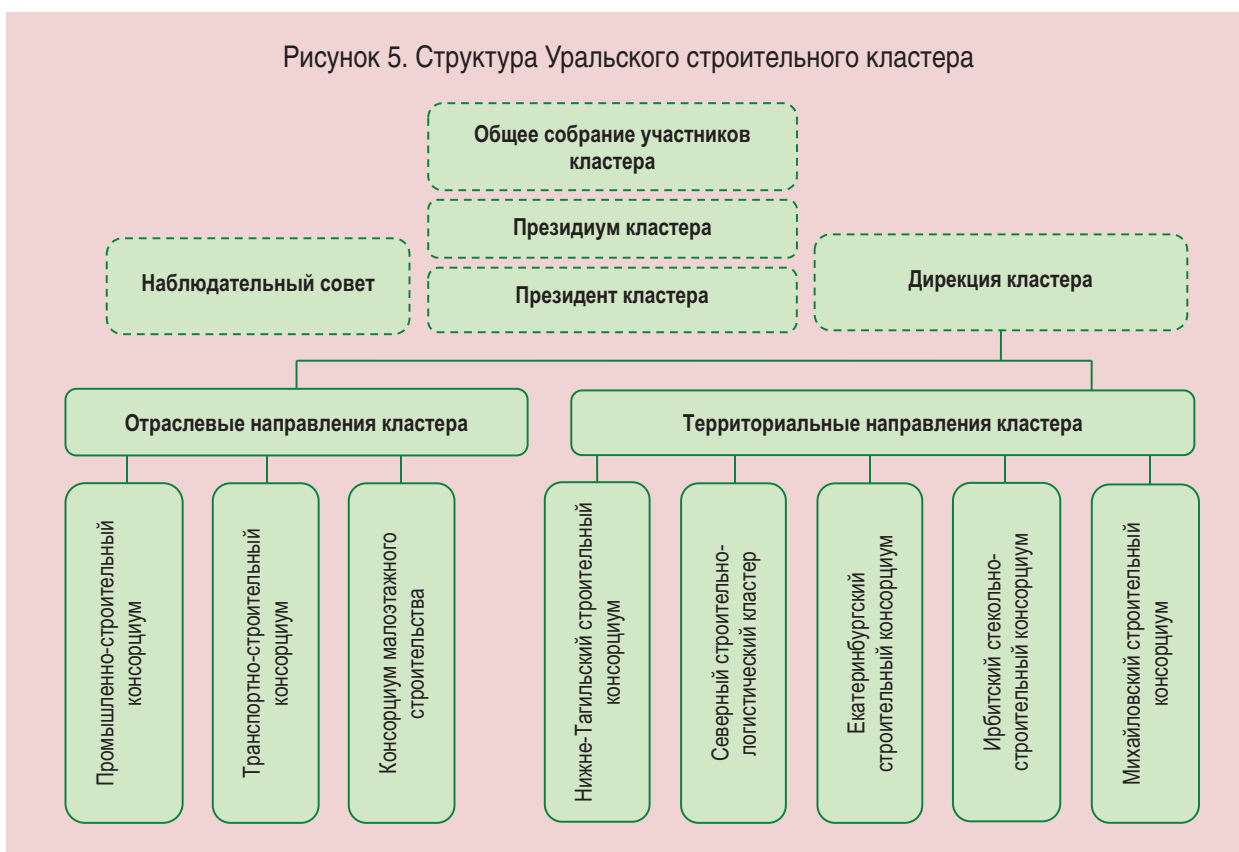 Рисунок 5. Структура Уральского строительного кластера
Общее собрание участников
кластера
Президиум кластера
Наблюдательный совет
Президент кластера
Дирекция кластера
Отраслевые направления кластера
Территориальные направления кластера
Промышленно-строительный
консорциум
Транспортно-строительный
консорциум
Консорциум малоэтажного
строительства
Нижне-Тагильский строительный
консорциум
Северный строительно-
логистический кластер
Екатеринбургский
строительный консорциум
Ирбитский стекольно-
строительный консорциум
Михайловский строительный
консорциум